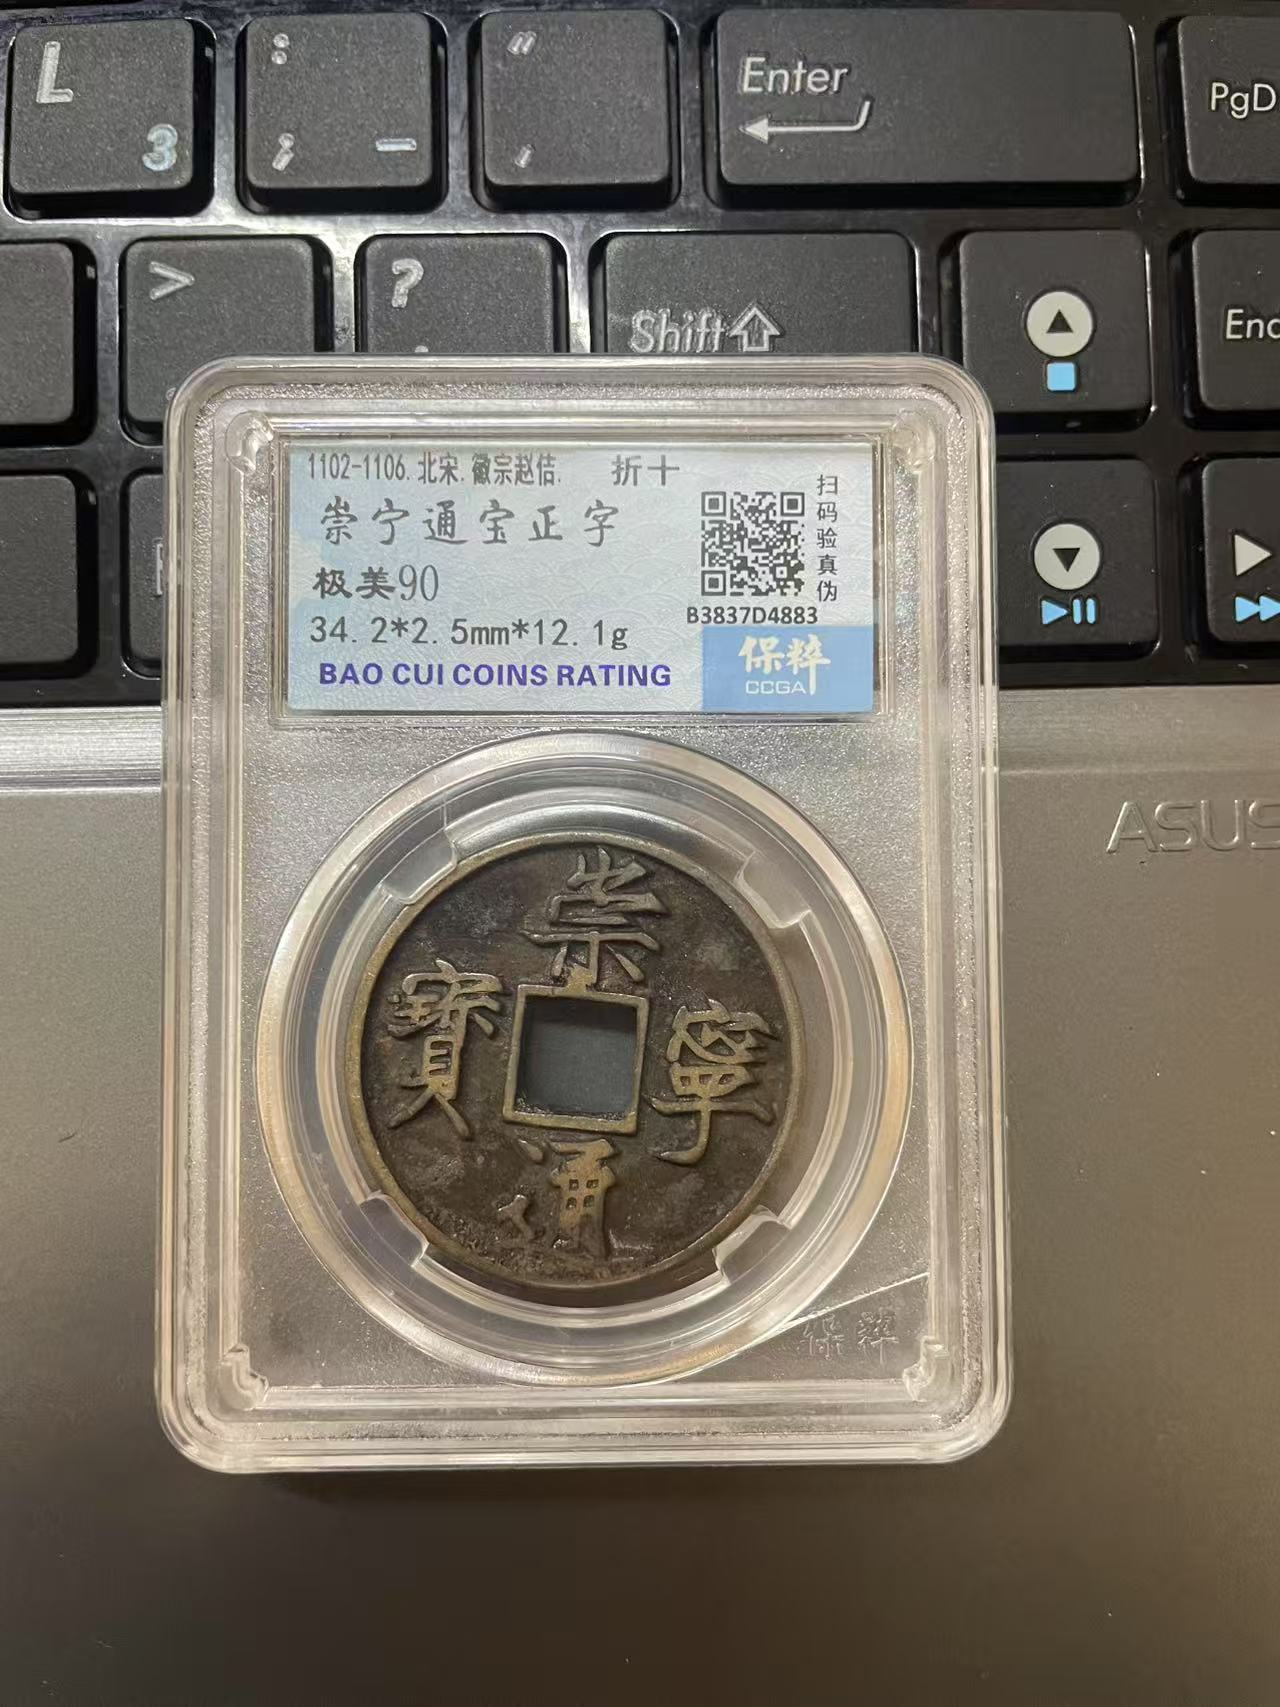 L
3
:
;
-
"
,
Enter
PgD
>
?
Shift
End
1102-1106.北宋.徽宗赵佶. 折十
崇宁通宝正字
极美90
34.2*2.5mm*12.1g
BAO CUI COINS RATING
扫码验真伪
B3837D4883
保粹
CCGA
ASUS
崇
寧
通
寳
保粹